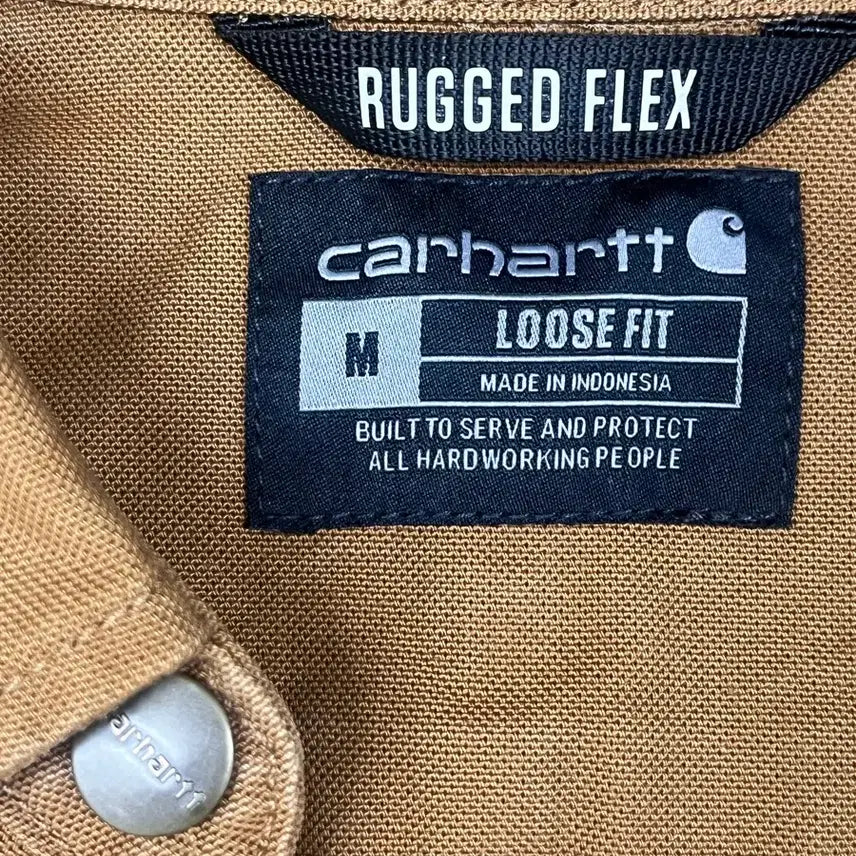 RUGGED FLEX
carhartt
M
LOOSE FIT
MADE IN INDONESIA
BUILT TO SERVE AND PROTECT
ALL HARDWORKING PEOPLE
carhartt